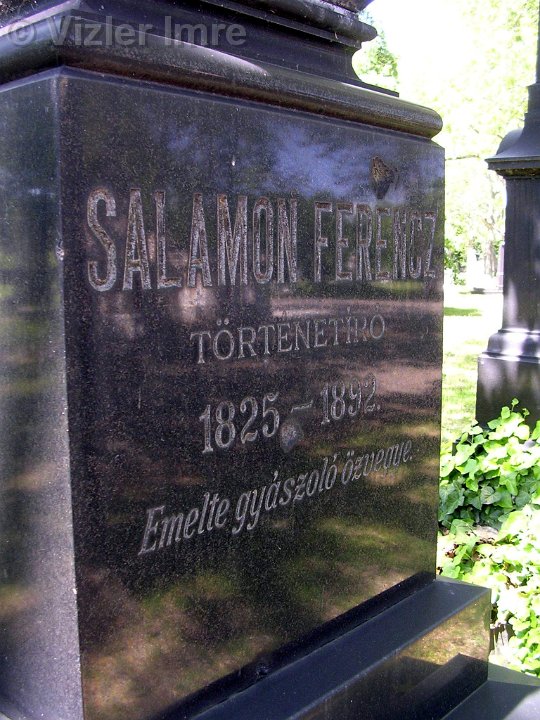 © Vizler Imre
SALAMON FERENCZ
TÖRTÉNETÍRÓ
1825–1892.
Emelte gyászoló özvegye.